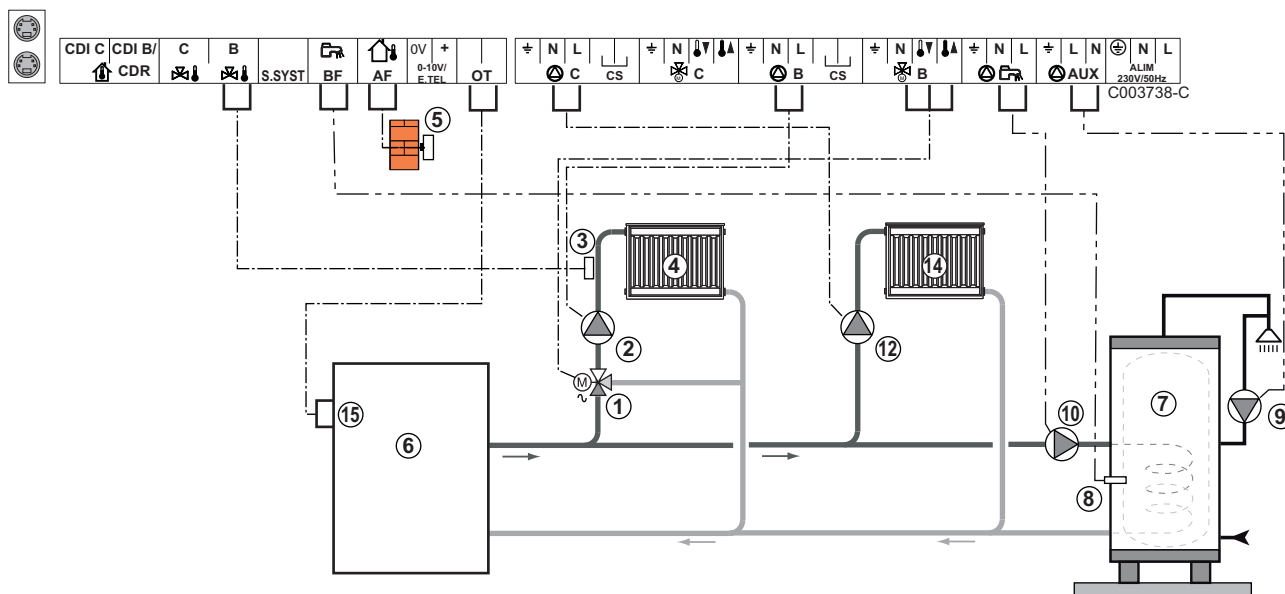 CDI C CDI B/ C B 0V +
CDR S.SYST BF AF 0-10V/ E.TEL OT
N L N N L N N L L N N L
C CS C B CS B AUX ALIM
230V/50Hz
C003738-C
5
3
4
14
2
12
M
1
15
6
10
7
9
8